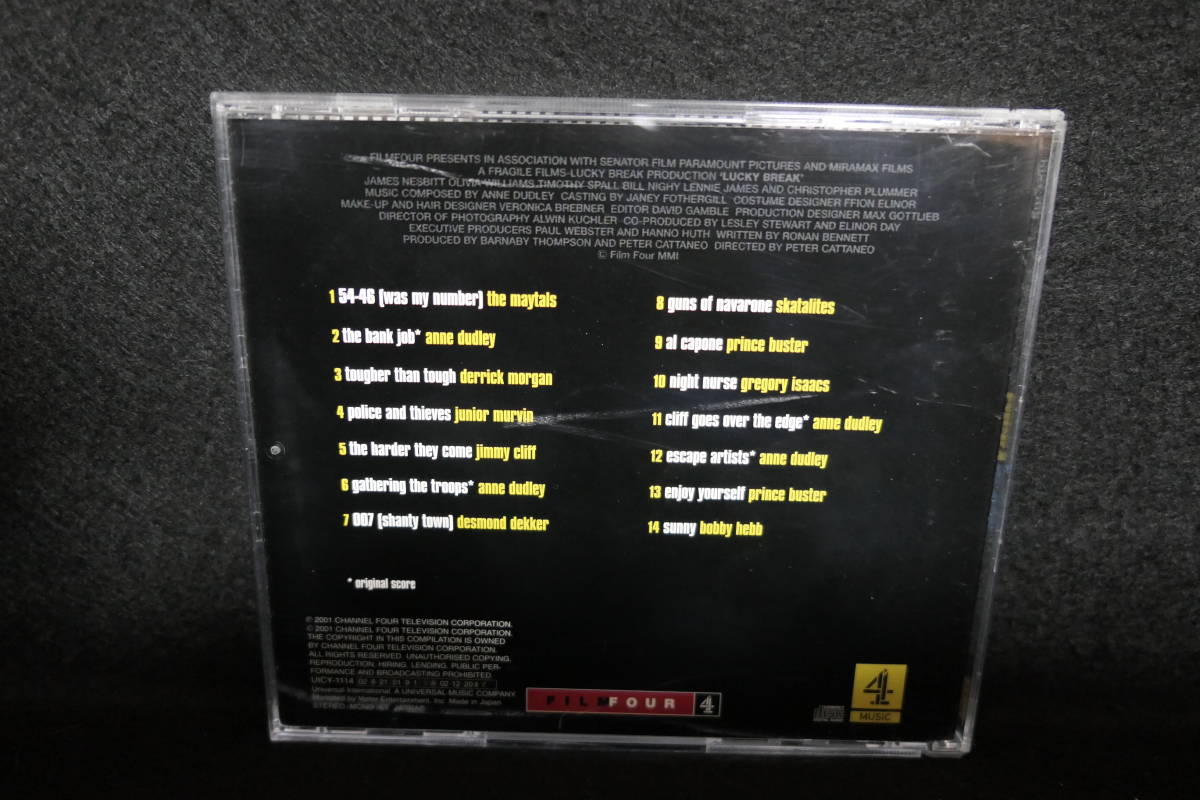 FILMFOUR PRESENTS IN ASSOCIATION WITH SENATOR FILM PARAMOUNT PICTURES AND MIRAMAX FILMS
A FRAGILE FILMS-LUCKY BREAK PRODUCTION 'LUCKY BREAK'
JAMES NESBITT OLIVIA WILLIAMS TIMOTHY SPALL BILL NIGHY LENNIE JAMES AND CHRISTOPHER PLUMMER
MUSIC COMPOSED BY ANNE DUDLEY CASTING BY JANEY FOTHERGILL COSTUME DESIGNER FFION ELINOR
MAKE-UP AND HAIR DESIGNER VERONICA BREBNER EDITOR DAVID GAMBLE PRODUCTION DESIGNER MAX GOTTLIEB
DIRECTOR OF PHOTOGRAPHY ALWIN KUCHLER CO-PRODUCED BY LESLEY STEWART AND ELINOR DAY
EXECUTIVE PRODUCERS PAUL WEBSTER AND HANNO HUTH WRITTEN BY RONAN BENNETT
PRODUCED BY BARNABY THOMPSON AND PETER CATTANEO DIRECTED BY PETER CATTANEO
© Film Four MMI
1 54-46 (was my number) the maytals
2 the bank job* anne dudley
3 tougher than tough derrick morgan
4 police and thieves junior murvin
5 the harder they come jimmy cliff
6 gathering the troops* anne dudley
7 007 (shanty town) desmond dekker
8 guns of navarone skatalites
9 al capone prince buster
10 night nurse gregory isaacs
11 cliff goes over the edge* anne dudley
12 escape artists* anne dudley
13 enjoy yourself prince buster
14 sunny bobby hebb
* original score
℗ 2001 CHANNEL FOUR TELEVISION CORPORATION.
© 2001 CHANNEL FOUR TELEVISION CORPORATION.
THE COPYRIGHT IN THIS COMPILATION IS OWNED
BY CHANNEL FOUR TELEVISION CORPORATION.
ALL RIGHTS RESERVED. UNAUTHORISED COPYING,
REPRODUCTION, HIRING, LENDING, PUBLIC PER-
FORMANCE AND BROADCASTING PROHIBITED.
UICY-1114
Universal International. A UNIVERSAL MUSIC COMPANY
Marketed by Victor Entertainment, Inc. Made in Japan
STEREO
FILMFOUR 4
4
MUSIC